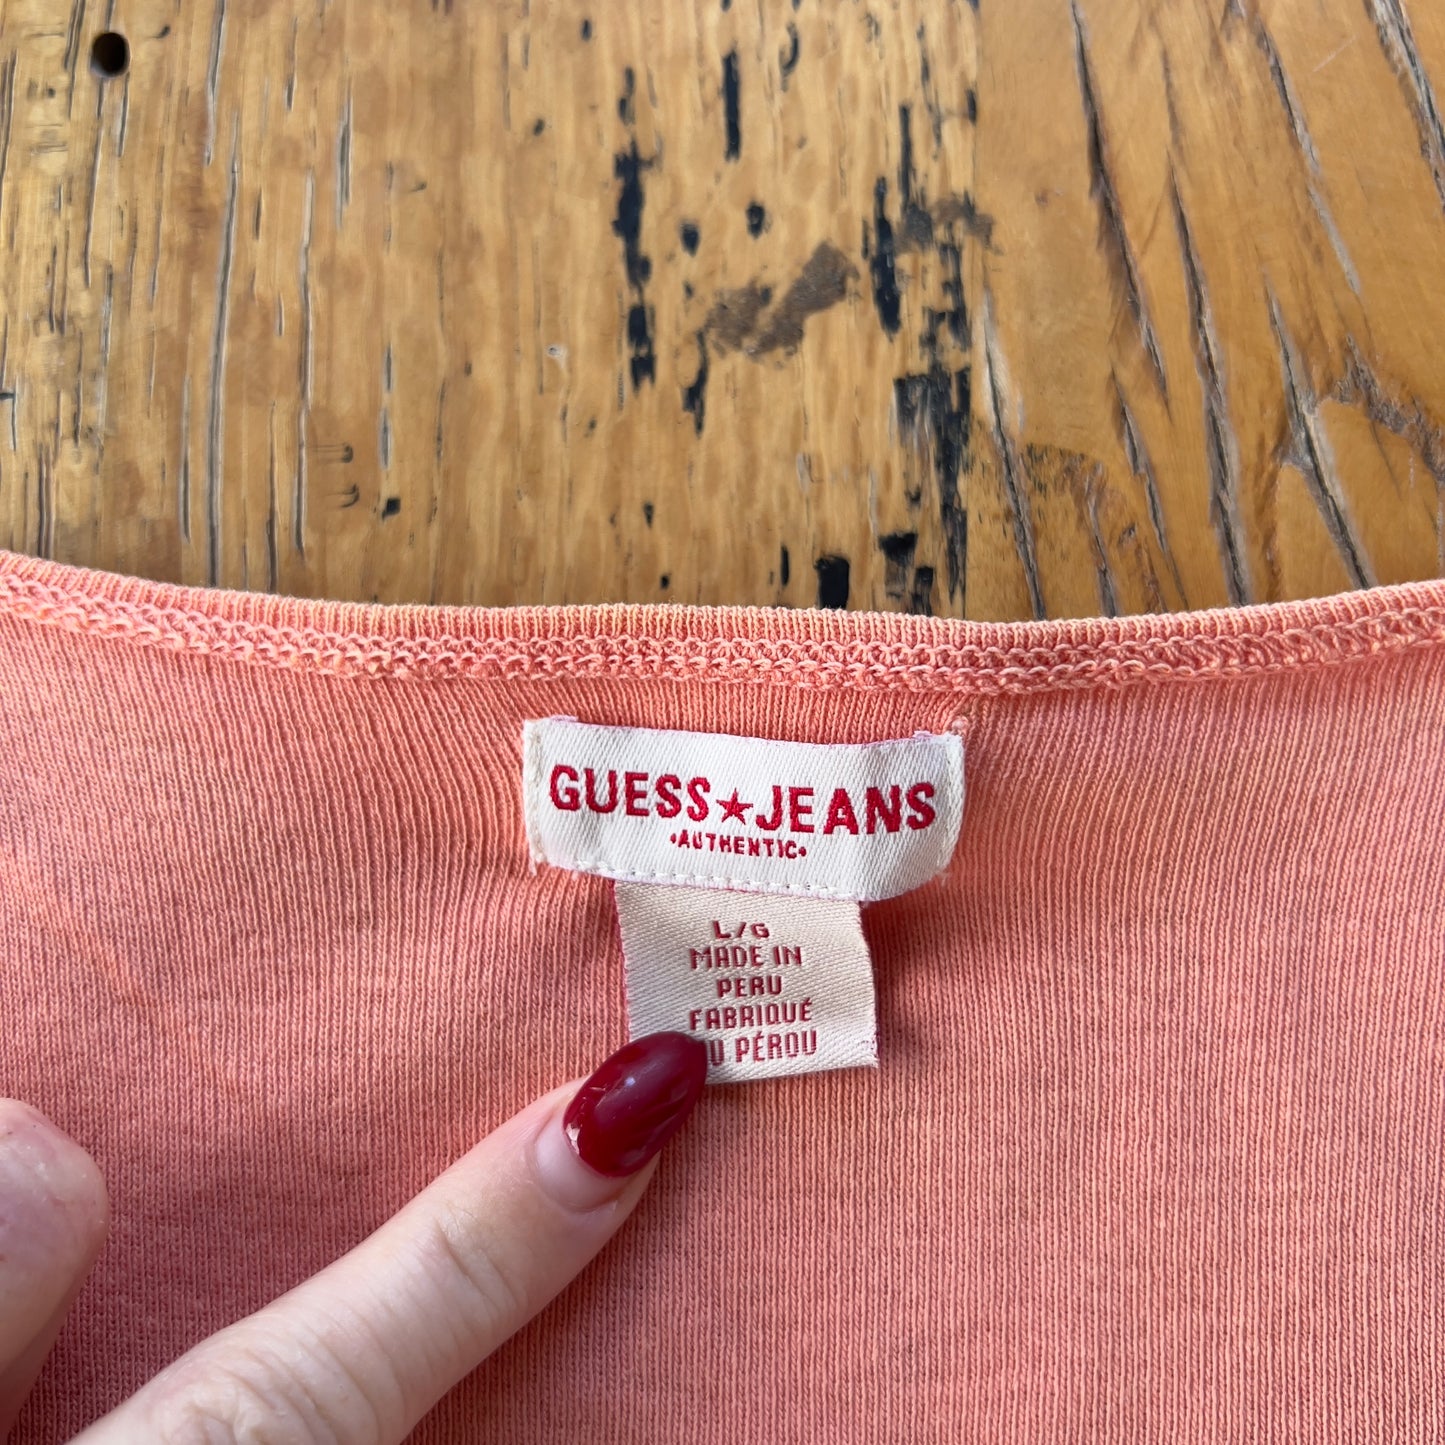 GUESS★JEANS
•AUTHENTIC•
L/G
MADE IN
PERU
FABRIQUÉ
PÉROU